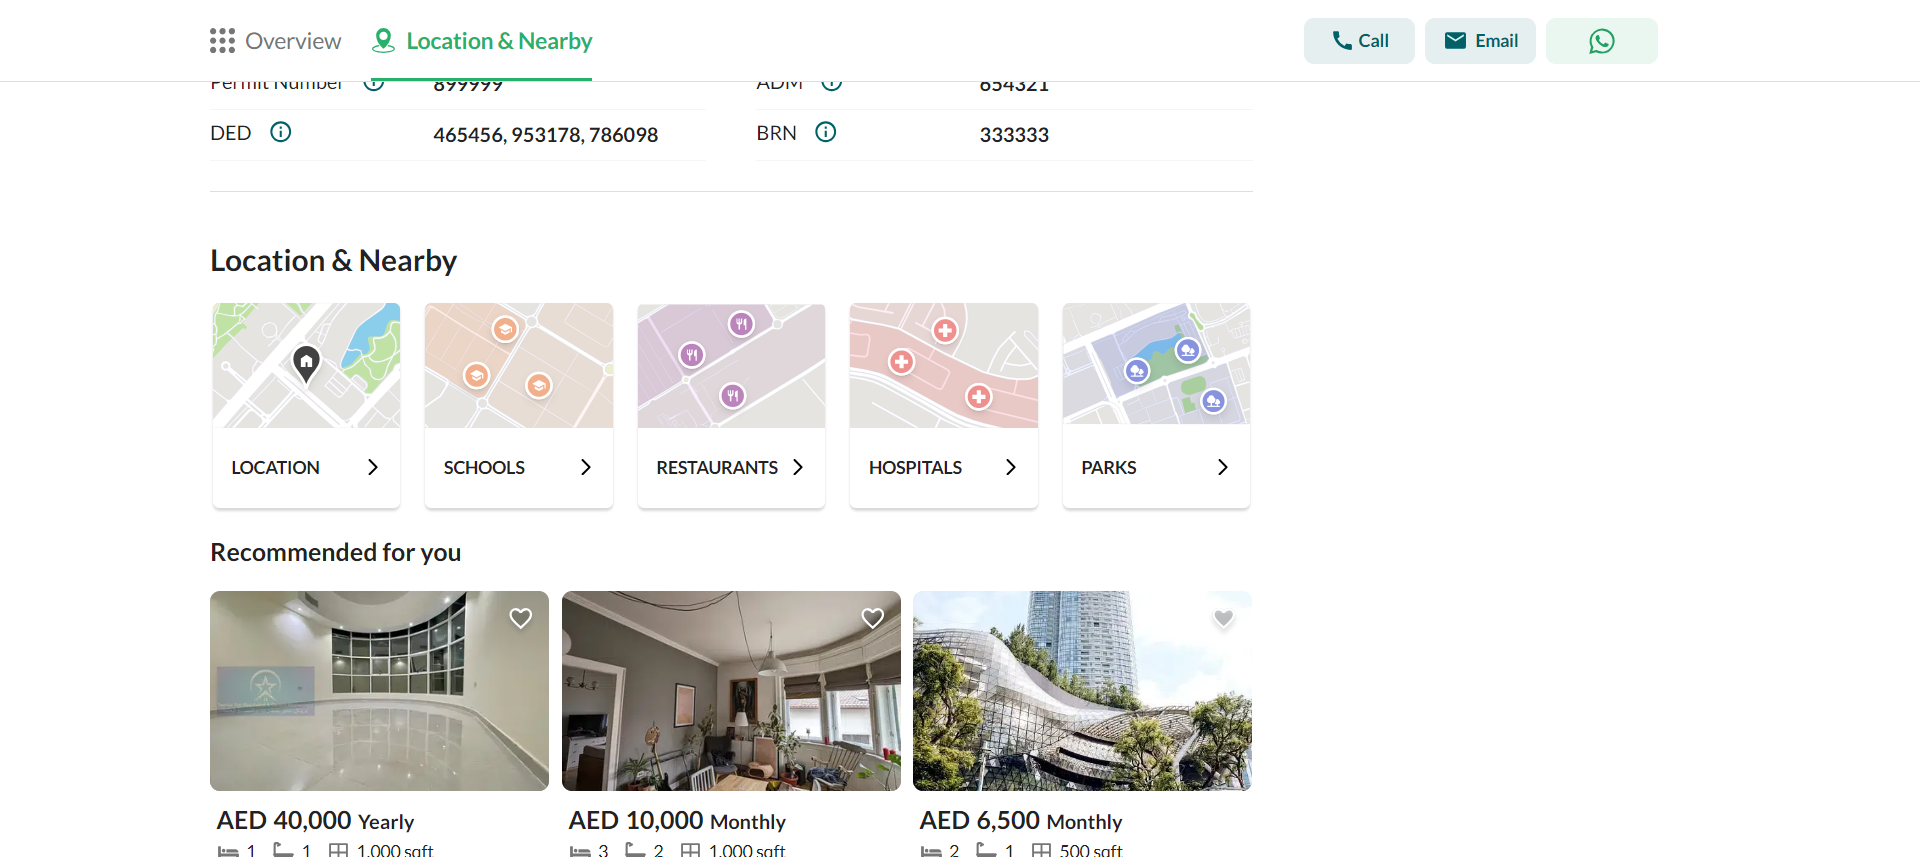 Overview
Location & Nearby
Call
Email
Permit Number 899999
ADM 654321
DED 465456, 953178, 786098
BRN 333333
Location & Nearby
LOCATION
SCHOOLS
RESTAURANTS
HOSPITALS
PARKS
Recommended for you
AED 40,000 Yearly
1 1 1,000 sqft
AED 10,000 Monthly
3 2 1,000 sqft
AED 6,500 Monthly
2 1 500 sqft